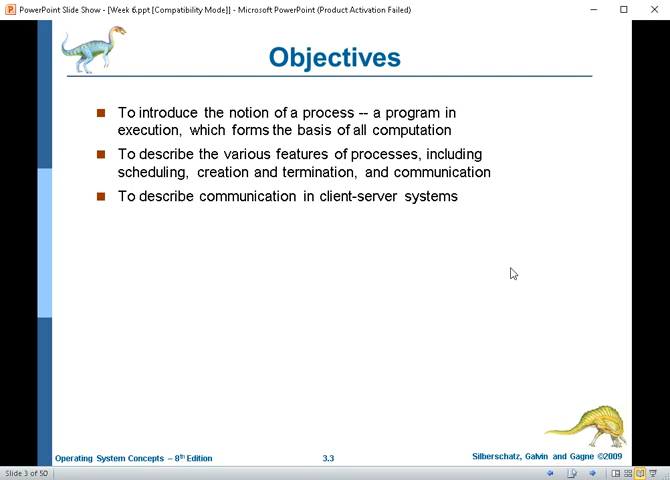 PowerPoint Slide Show - [Week 6.ppt [Compatibility Mode]] - Microsoft PowerPoint (Product Activation Failed)
Objectives
To introduce the notion of a process -- a program in
execution, which forms the basis of all computation
To describe the various features of processes, including
scheduling, creation and termination, and communication
To describe communication in client-server systems
Operating System Concepts – 8th Edition
3.3
Silberschatz, Galvin and Gagne ©2009
Slide 3 of 50